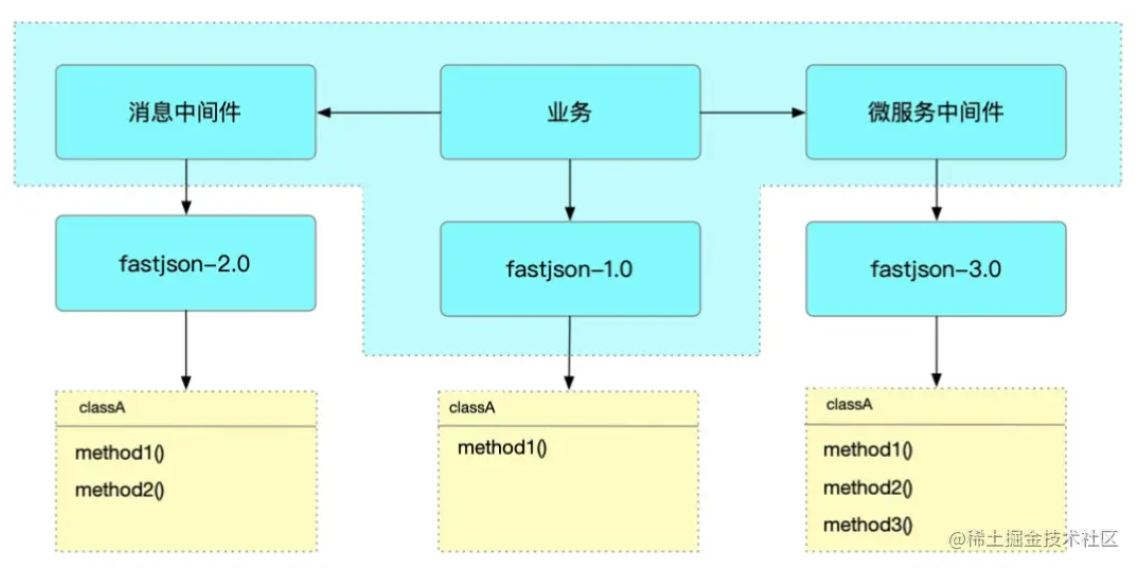 消息中间件
业务
微服务中间件
fastjson-2.0
fastjson-1.0
fastjson-3.0
classA
method1()
method2()
classA
method1()
classA
method1()
method2()
method3()
@稀土掘金技术社区